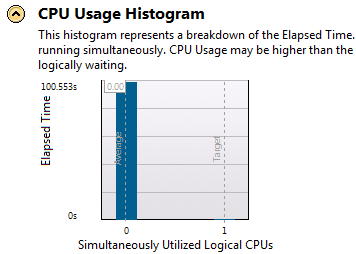 CPU Usage Histogram
This histogram represents a breakdown of the Elapsed Time.
running simultaneously. CPU Usage may be higher than the
logically waiting.
100.553s
0.00
Elapsed Time
Average
Target
0s
0
1
Simultaneously Utilized Logical CPUs